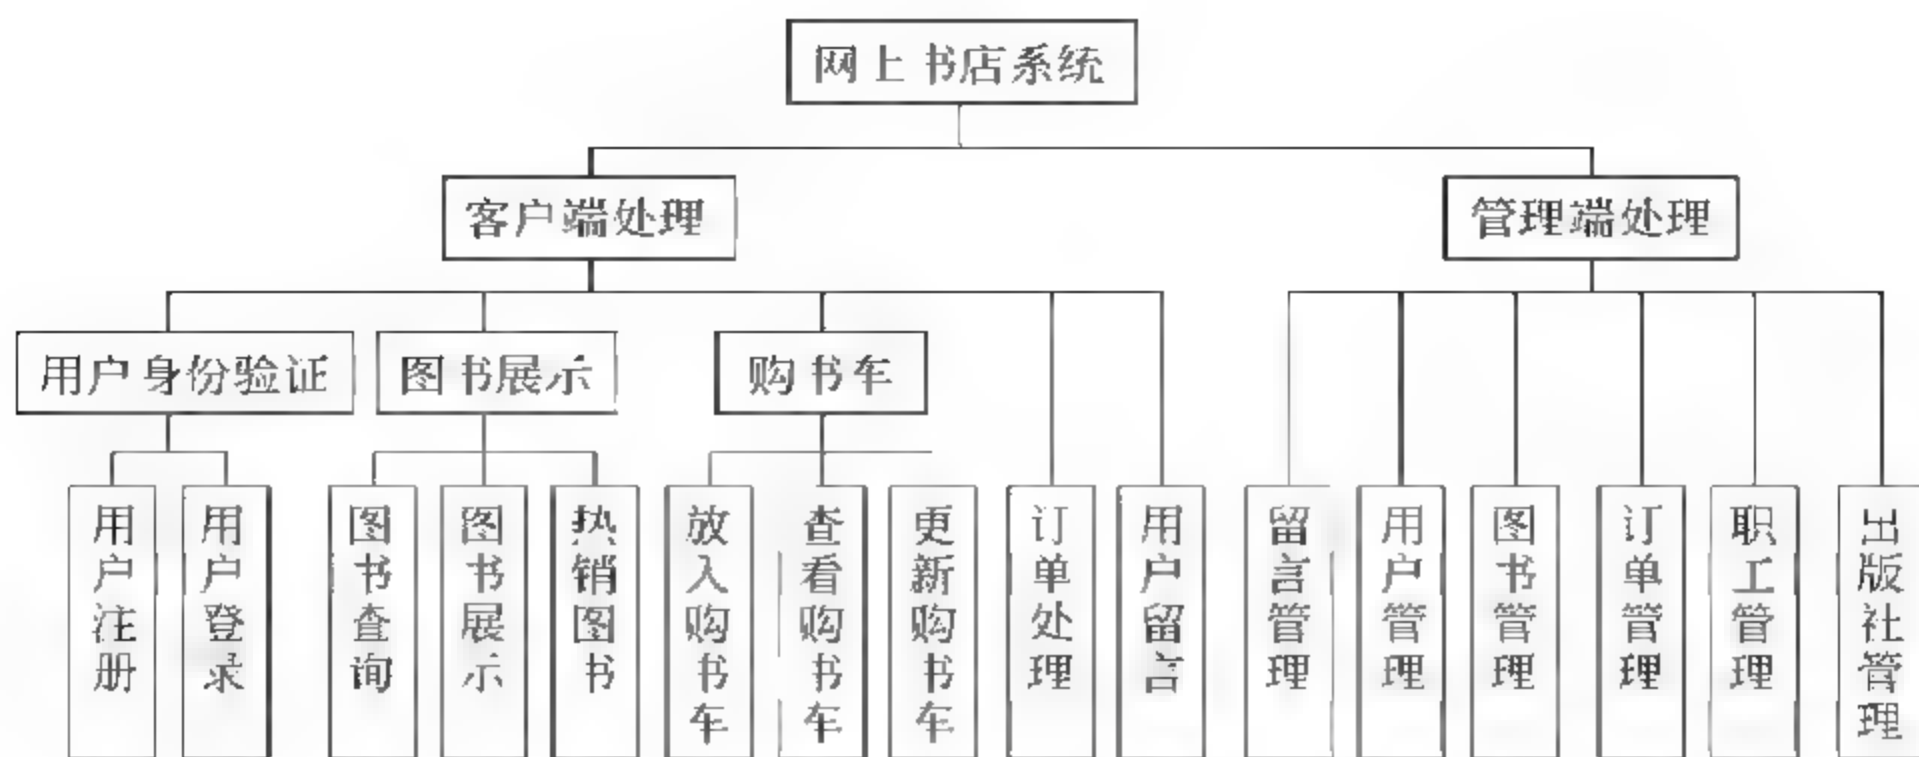 网上书店系统
客户端处理
管理端处理
用户身份验证
图书展示
购书车
用户注册
用户登录
图书查询
图书展示
热销图书
放入购书车
查看购书车
更新购书车
订单处理
用户留言
留言管理
用户管理
图书管理
订单管理
职工管理
出版社管理